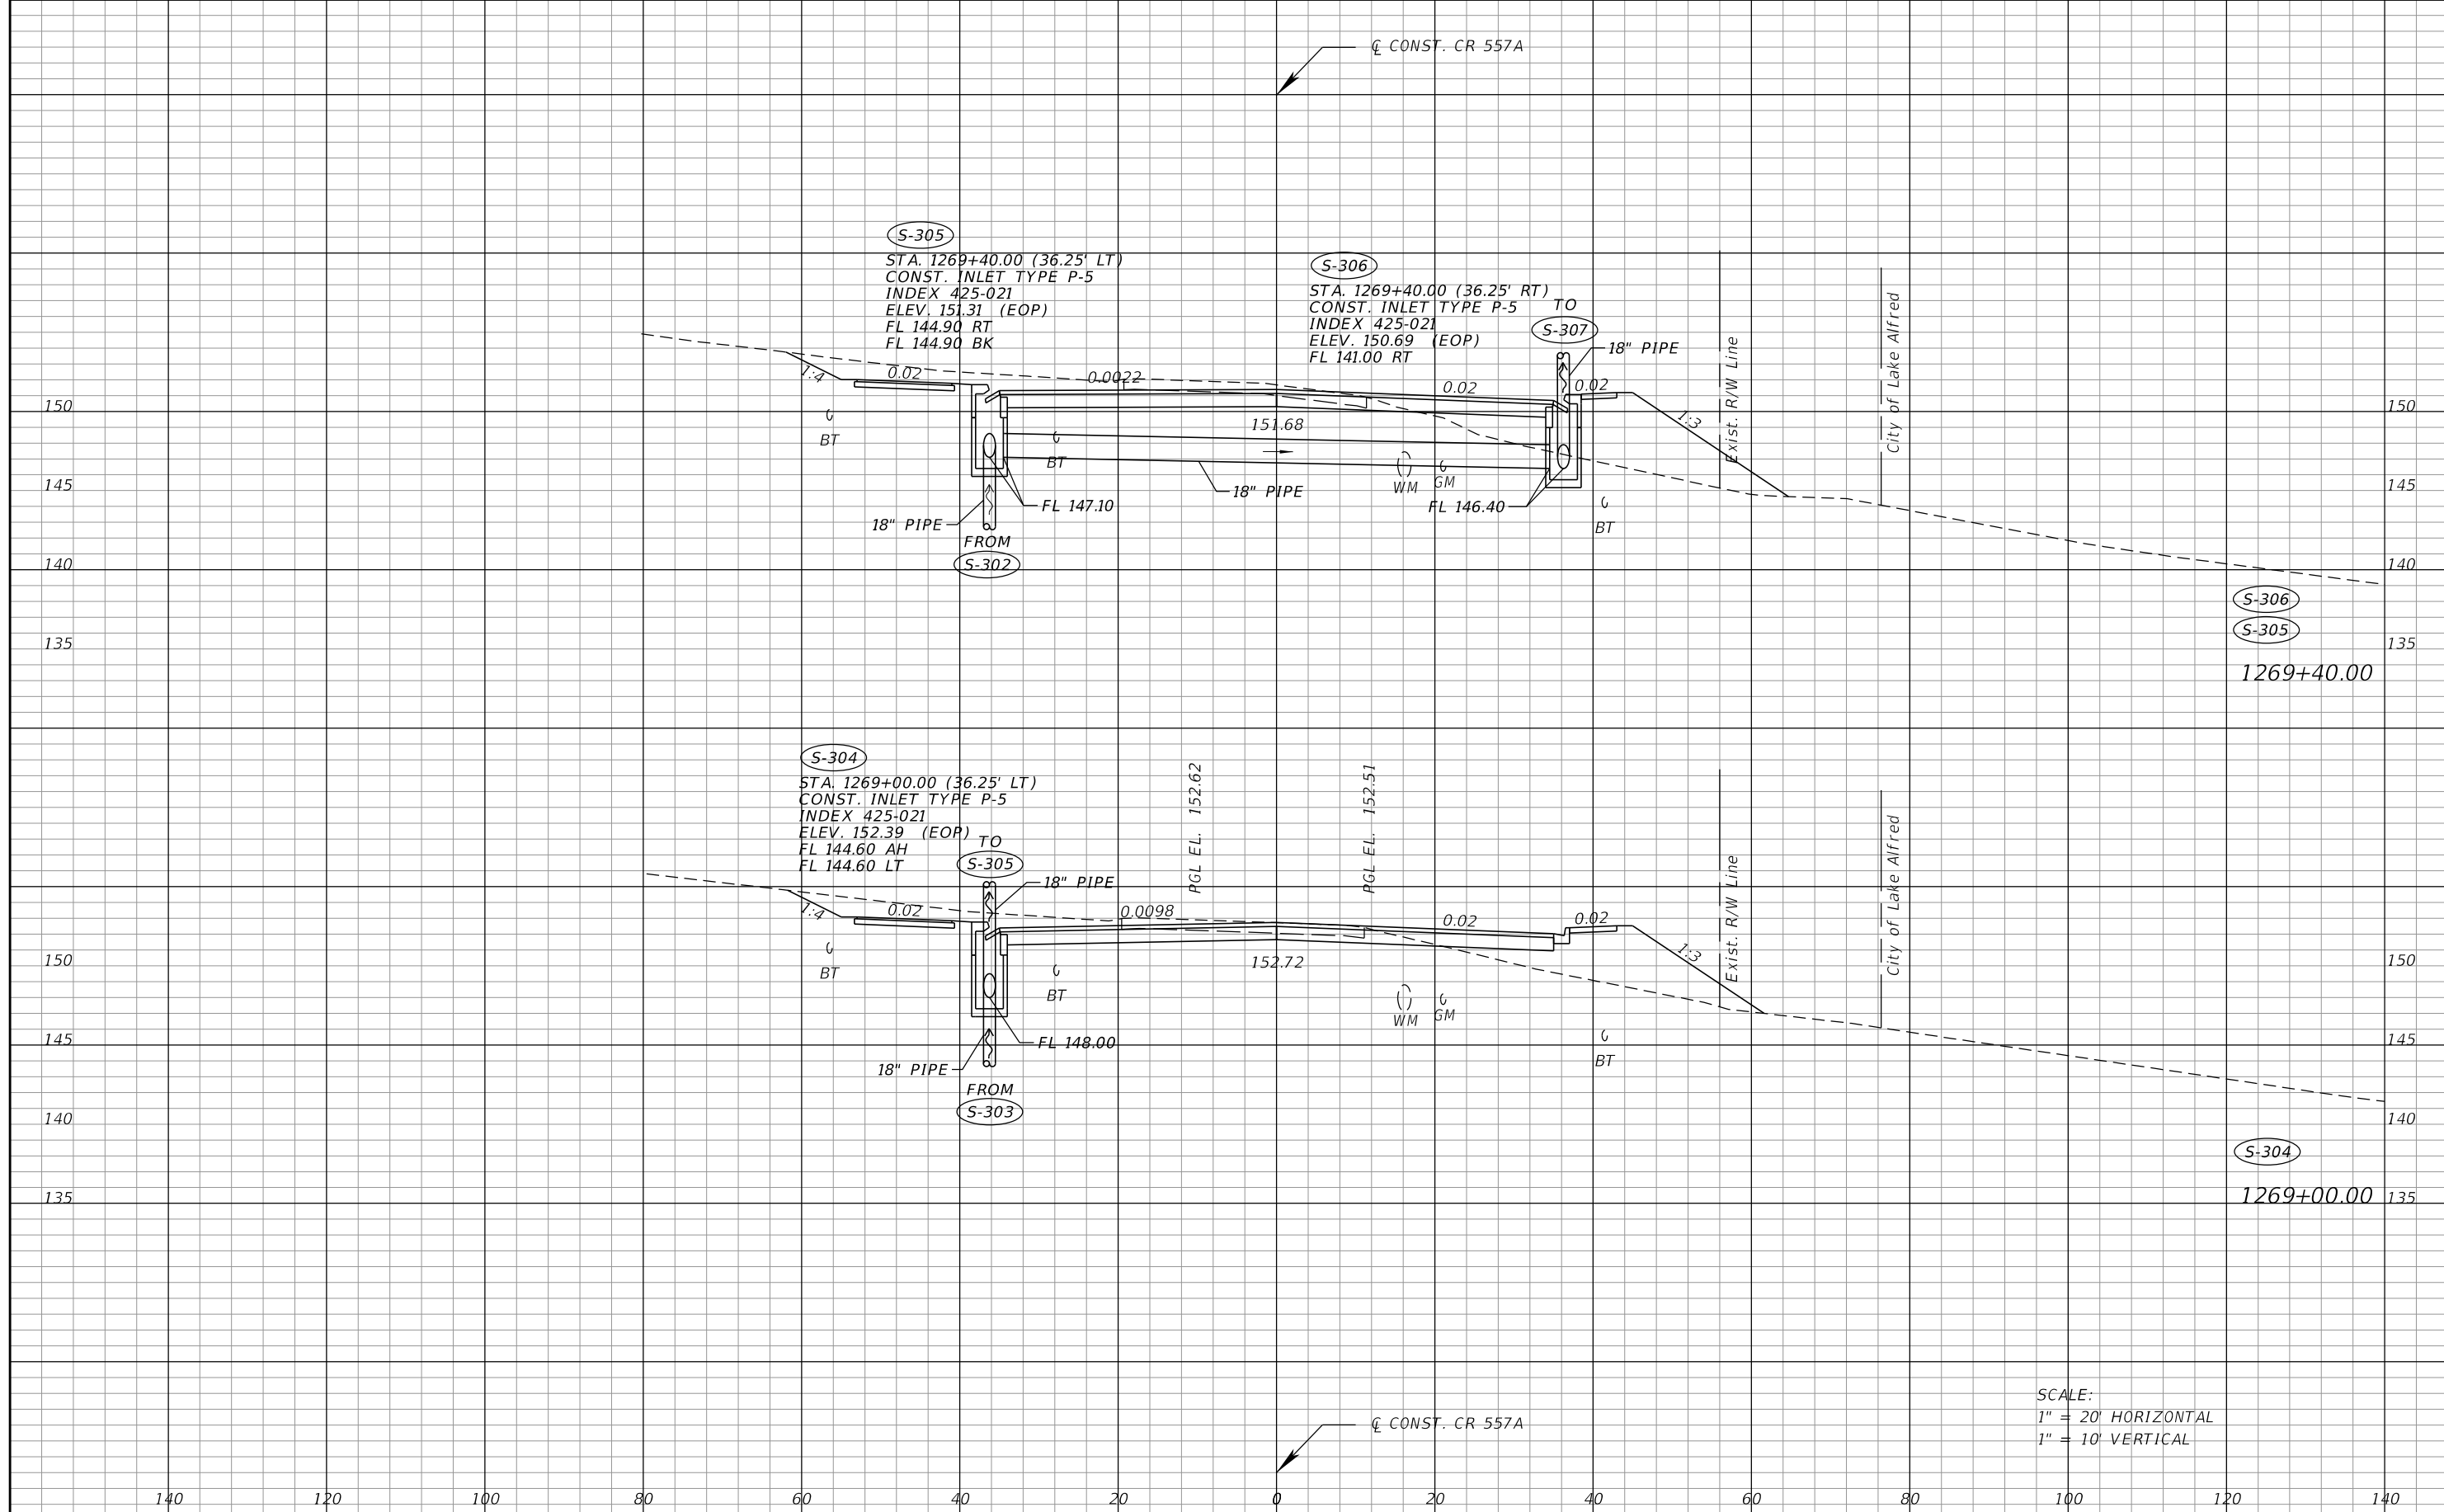 ℄ CONST. CR 557A
S-305
STA. 1269+40.00 (36.25' LT)
CONST. INLET TYPE P-5
INDEX 425-021
ELEV. 151.31 (EOP)
FL 144.90 RT
FL 144.90 BK
S-306
STA. 1269+40.00 (36.25' RT)
CONST. INLET TYPE P-5
INDEX 425-021
ELEV. 150.69 (EOP)
FL 141.00 RT
TO
S-307
18" PIPE
Exist. R/W Line
City of Lake Alfred
1:4
0.02
0.0022
0.02
0.02
1:3
150
150
151.68
BT
BT
WM
GM
145
145
18" PIPE
FL 147.10
FL 146.40
18" PIPE
BT
FROM
S-302
140
140
S-306
S-305
135
135
1269+40.00
S-304
STA. 1269+00.00 (36.25' LT)
CONST. INLET TYPE P-5
INDEX 425-021
ELEV. 152.39 (EOP)
FL 144.60 AH
FL 144.60 LT
TO
S-305
18" PIPE
PGL EL. 152.62
PGL EL. 152.51
Exist. R/W Line
City of Lake Alfred
1:4
0.02
0.0098
0.02
0.02
1:3
150
150
152.72
BT
BT
WM
GM
145
145
FL 148.00
18" PIPE
BT
FROM
S-303
140
140
S-304
135
1269+00.00
135
SCALE:
1" = 20' HORIZONTAL
1" = 10' VERTICAL
℄ CONST. CR 557A
140 120 100 80 60 40 20 0 20 40 60 80 100 120 140